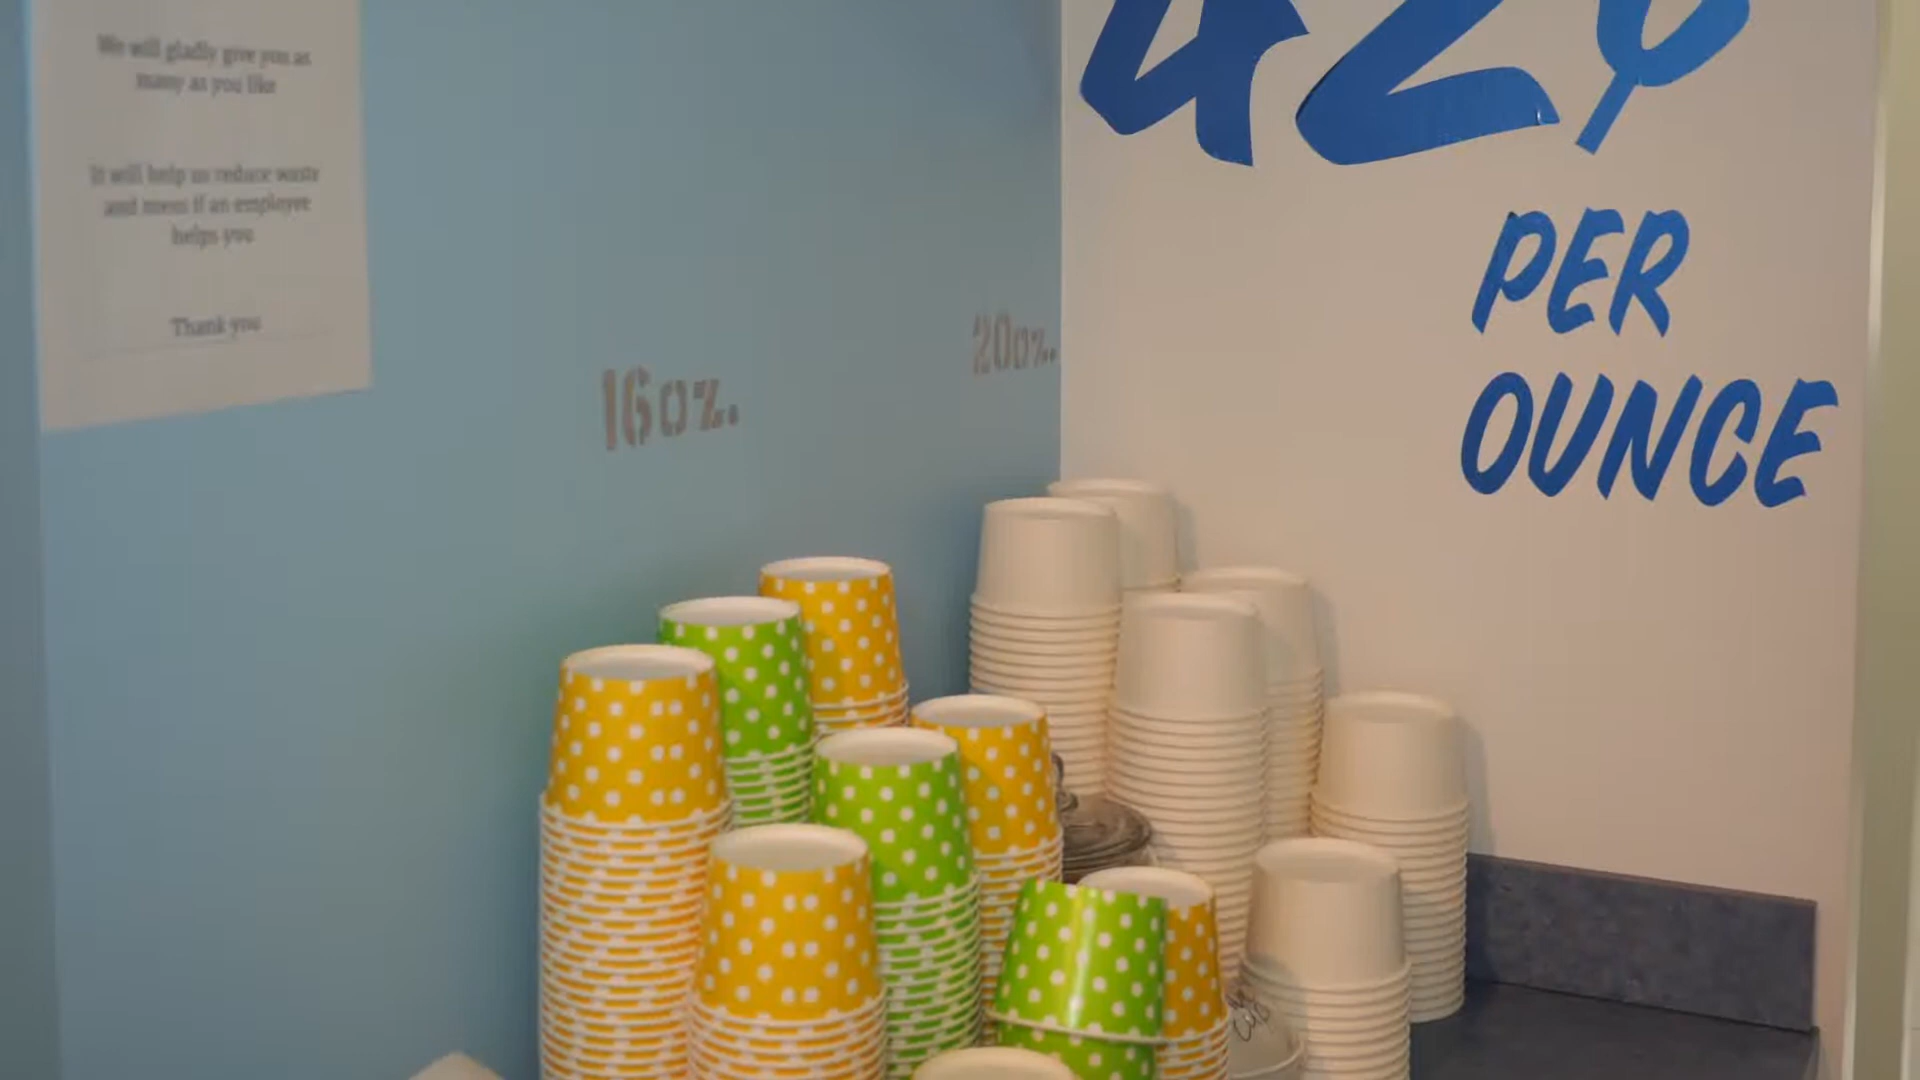 We will gladly give you as
many as you like
It will help us reduce waste
and mess if an employee
helps you
Thank you
16oz.
20oz.
42¢
PER
OUNCE